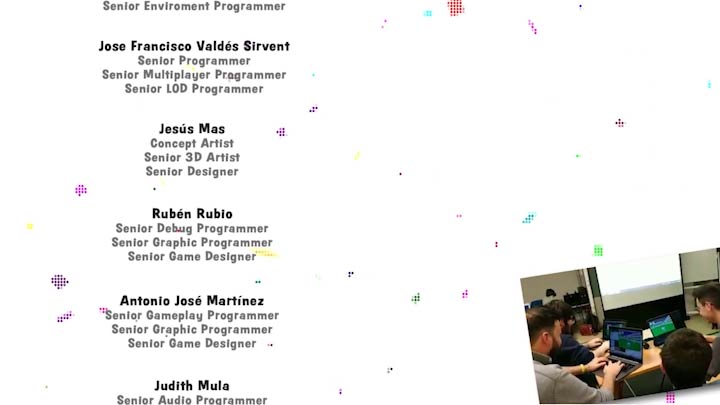 Senior Enviroment Programmer
Jose Francisco Valdés Sirvent
Senior Programmer
Senior Multiplayer Programmer
Senior LOD Programmer
Jesús Mas
Concept Artist
Senior 3D Artist
Senior Designer
Rubén Rubio
Senior Debug Programmer
Senior Graphic Programmer
Senior Game Designer
Antonio José Martínez
Senior Gameplay Programmer
Senior Graphic Programmer
Senior Game Designer
Judith Mula
Senior Audio Programmer